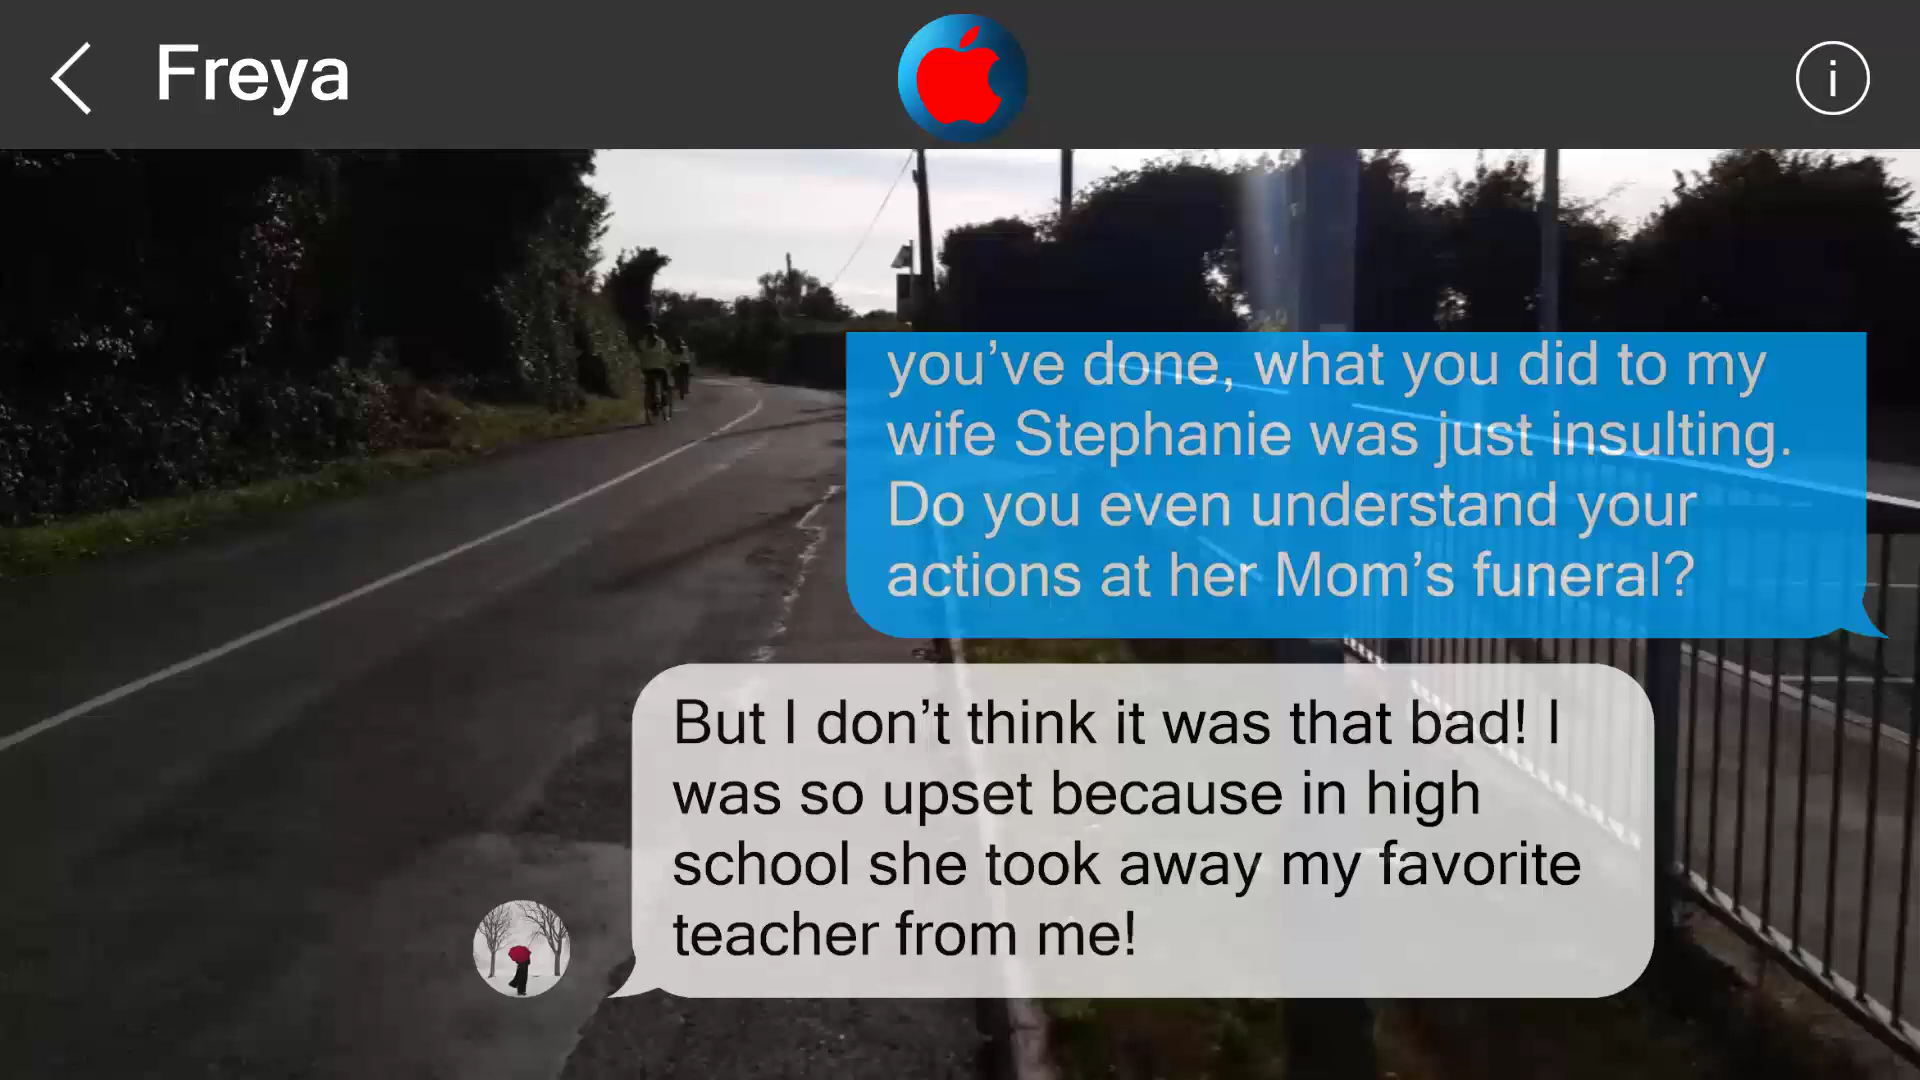 Freya
i
you’ve done, what you did to my
wife Stephanie was just insulting.
Do you even understand your
actions at her Mom’s funeral?
But I don’t think it was that bad! I
was so upset because in high
school she took away my favorite
teacher from me!